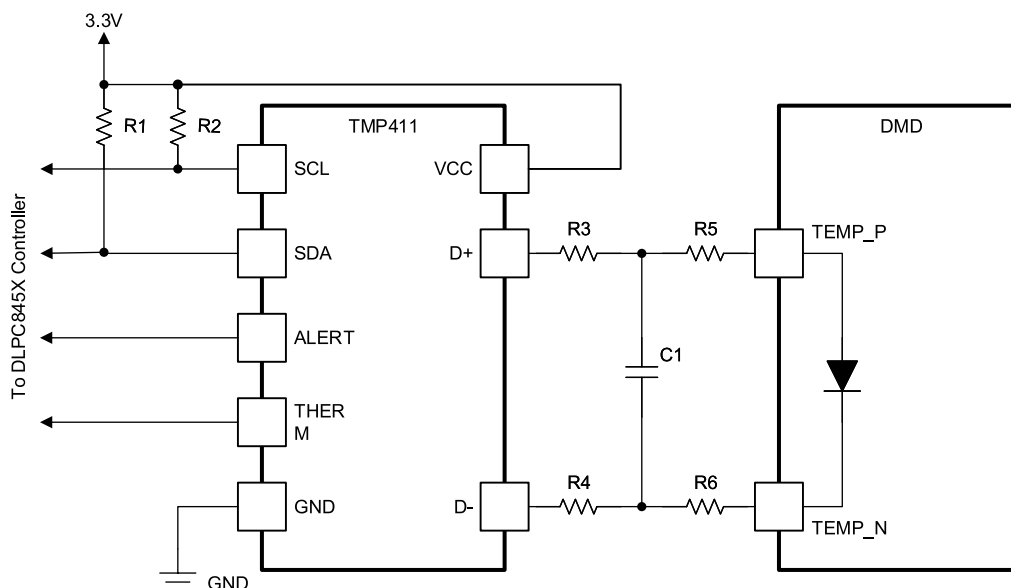 3.3V
R1
R2
TMP411
DMD
SCL
VCC
To DLPC845X Controller
SDA
D+
R3
R5
TEMP_P
ALERT
C1
THER
M
GND
D-
R4
R6
TEMP_N
GND